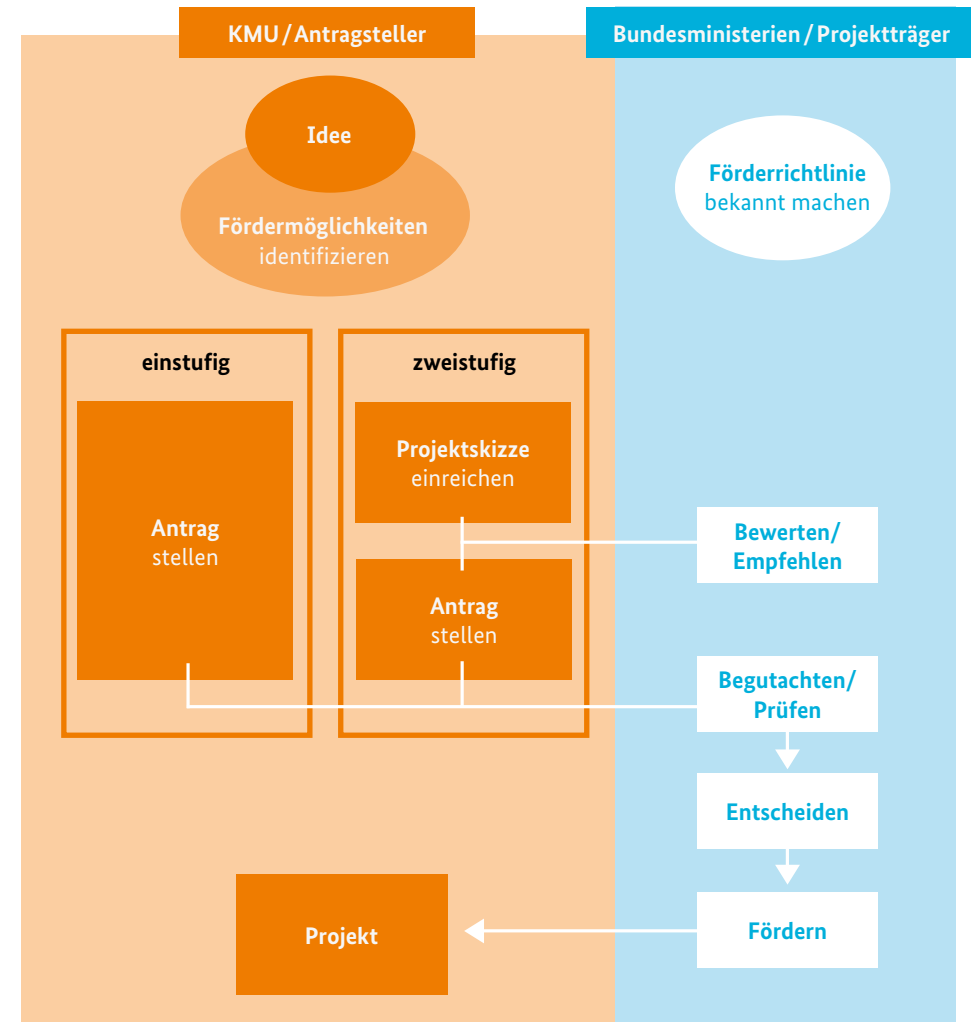 KMU / Antragsteller
Bundesministerien / Projektträger
Idee
Fördermöglichkeiten
identifizieren
Förderrichtlinie
bekannt machen
einstufig
Antrag
stellen
zweistufig
Projektskizze
einreichen
Antrag
stellen
Bewerten/
Empfehlen
Begutachten/
Prüfen
Entscheiden
Fördern
Projekt